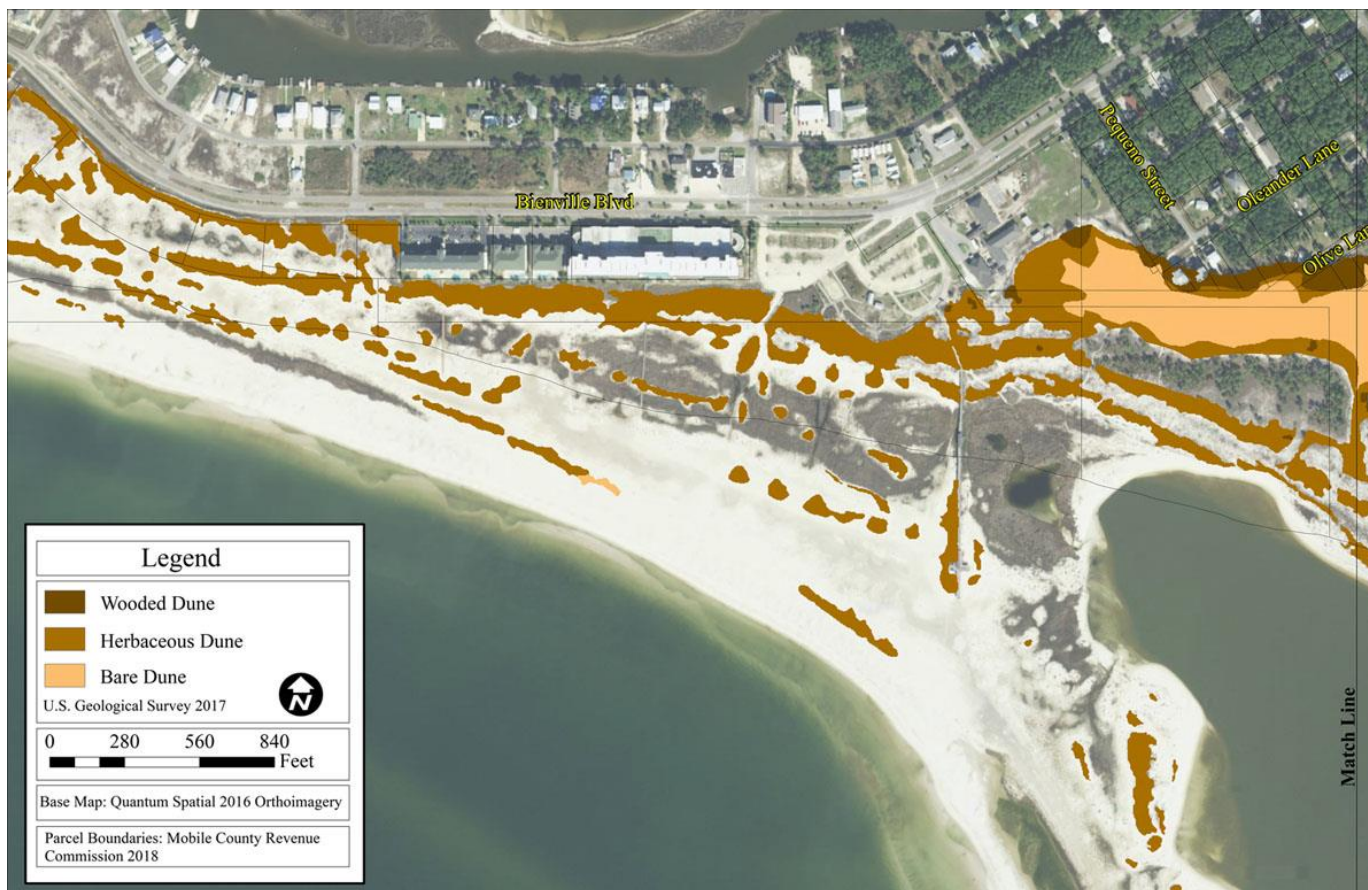 Pequeno Street
Oleander Lane
Bienville Blvd
Olive Lan
Legend
Wooded Dune
Herbaceous Dune
Bare Dune
U.S. Geological Survey 2017
N
0 280 560 840
Feet
Base Map: Quantum Spatial 2016 Orthoimagery
Parcel Boundaries: Mobile County Revenue
Commission 2018
Match Line